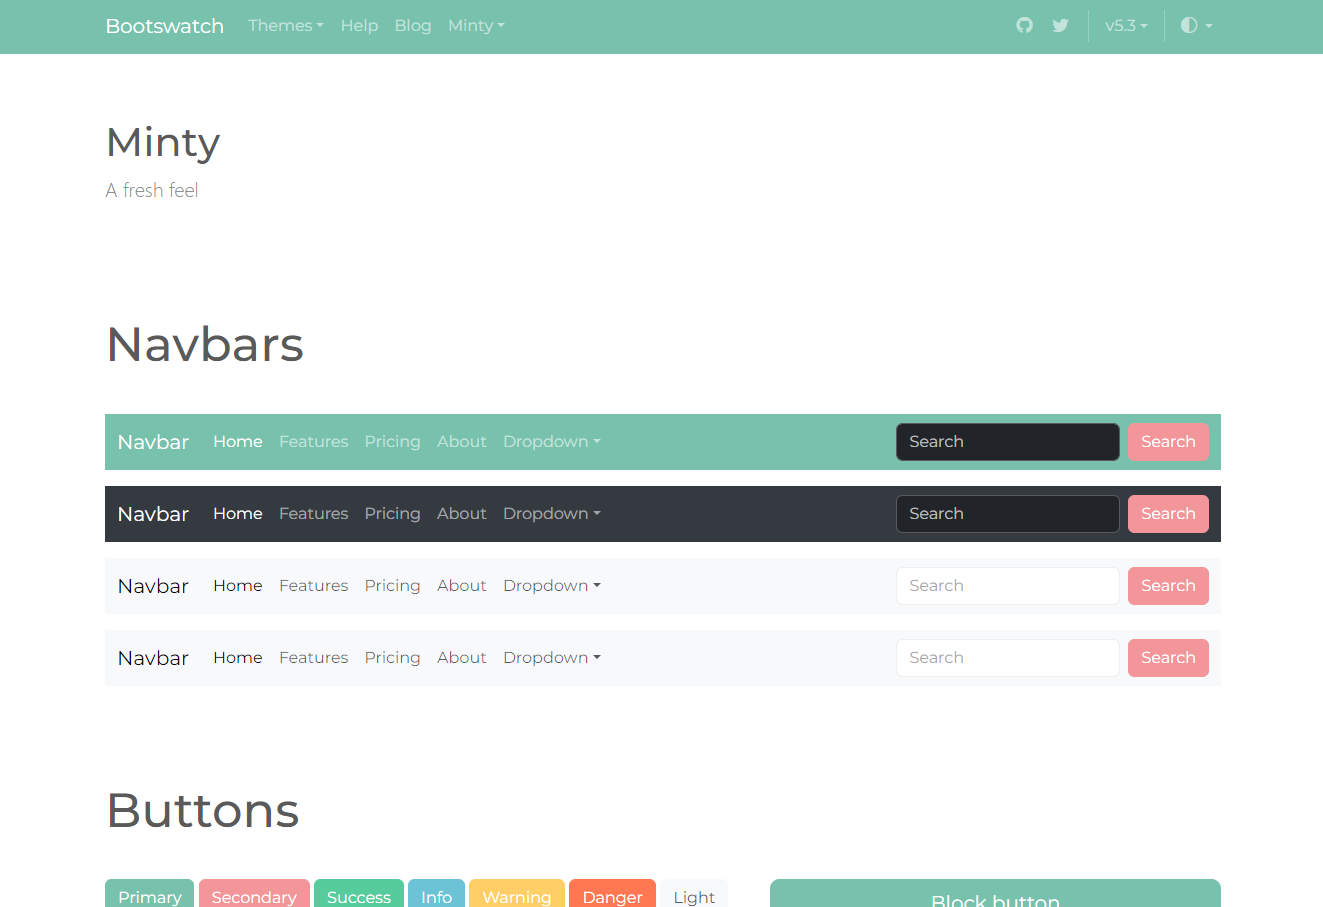 Bootswatch Themes Help Blog Minty v5.3
Minty
A fresh feel
Navbars
Navbar Home Features Pricing About Dropdown Search Search
Navbar Home Features Pricing About Dropdown Search Search
Navbar Home Features Pricing About Dropdown Search Search
Navbar Home Features Pricing About Dropdown Search Search
Buttons
Primary Secondary Success Info Warning Danger Light Block button